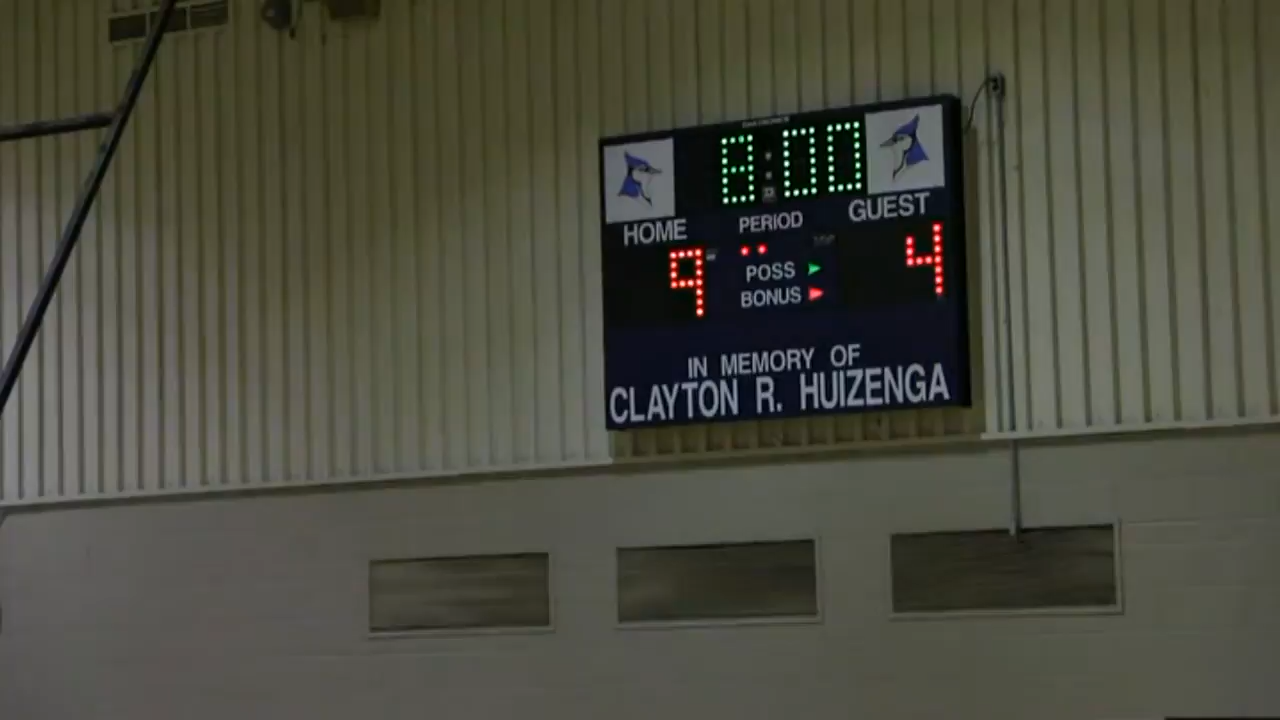 8:00
HOME PERIOD GUEST
9 4
POSS
BONUS
IN MEMORY OF
CLAYTON R. HUIZENGA